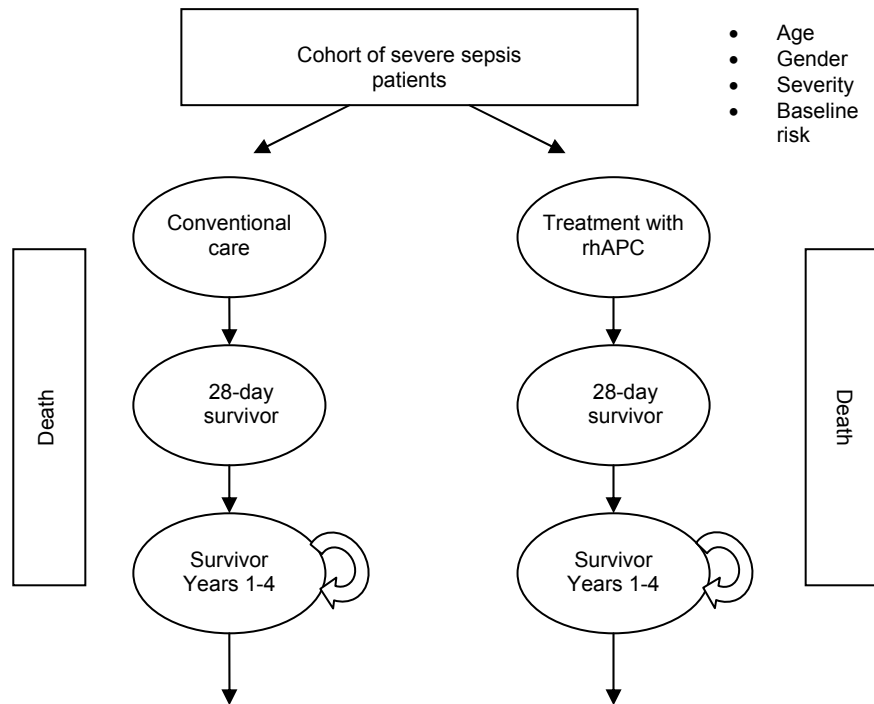 Cohort of severe sepsis
patients
• Age
• Gender
• Severity
• Baseline
risk
Conventional
care
Treatment with
rhAPC
Death
28-day
survivor
28-day
survivor
Death
Survivor
Years 1-4
Survivor
Years 1-4